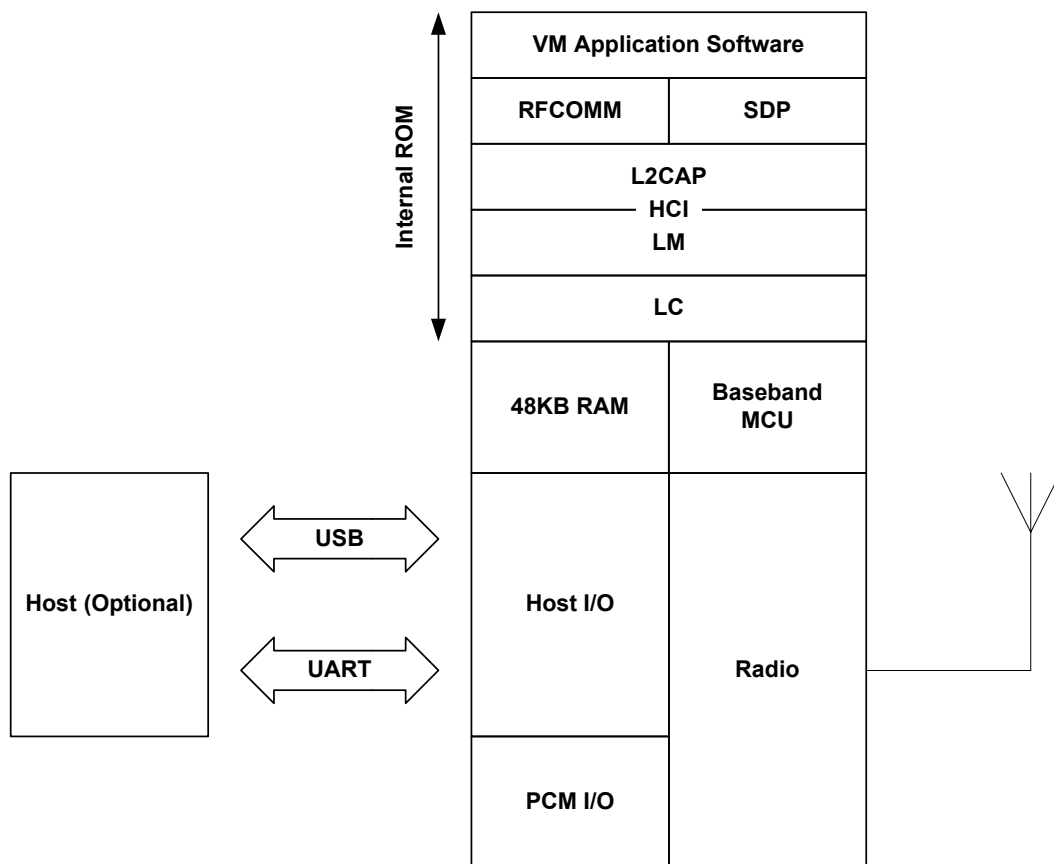 VM Application Software
RFCOMM
SDP
Internal ROM
L2CAP
HCI
LM
LC
48KB RAM
Baseband
MCU
USB
Host (Optional)
Host I/O
UART
Radio
PCM I/O